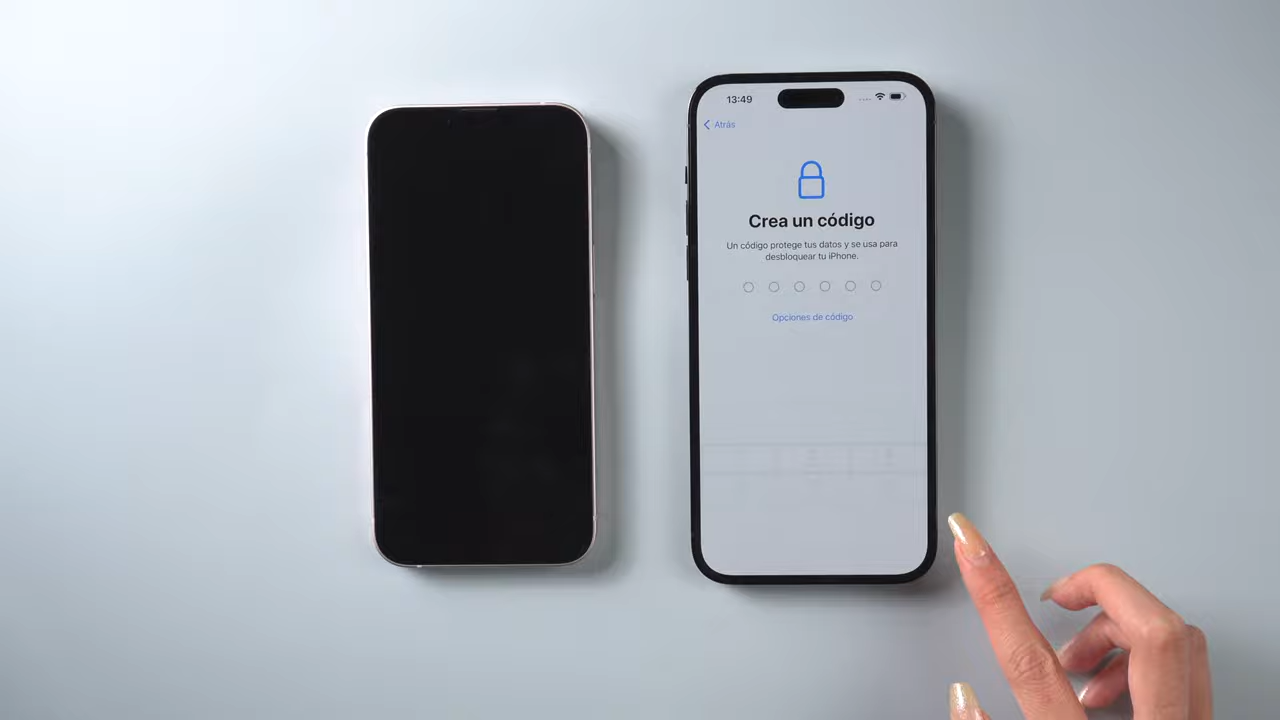 13:49
Atrás
Crea un código
Un código protege tus datos y se usa para
desbloquear tu iPhone.
Opciones de código